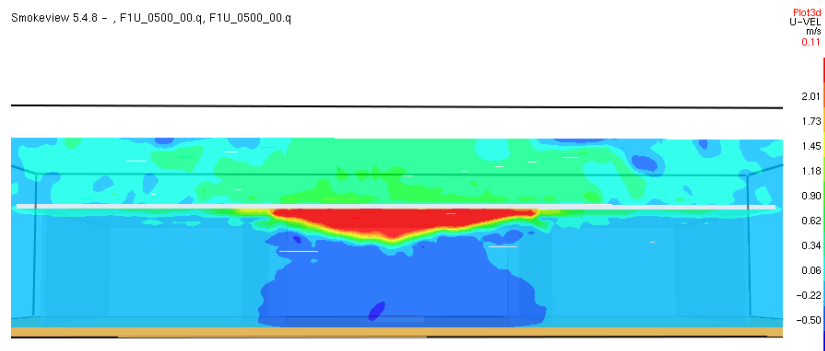 Smokeview 5.4.8 - , F1U_0500_00.q, F1U_0500_00.q
Plot3d
U-VEL
m/s
0.11
2.01
1.73
1.45
1.18
0.90
0.62
0.34
0.06
-0.22
-0.50